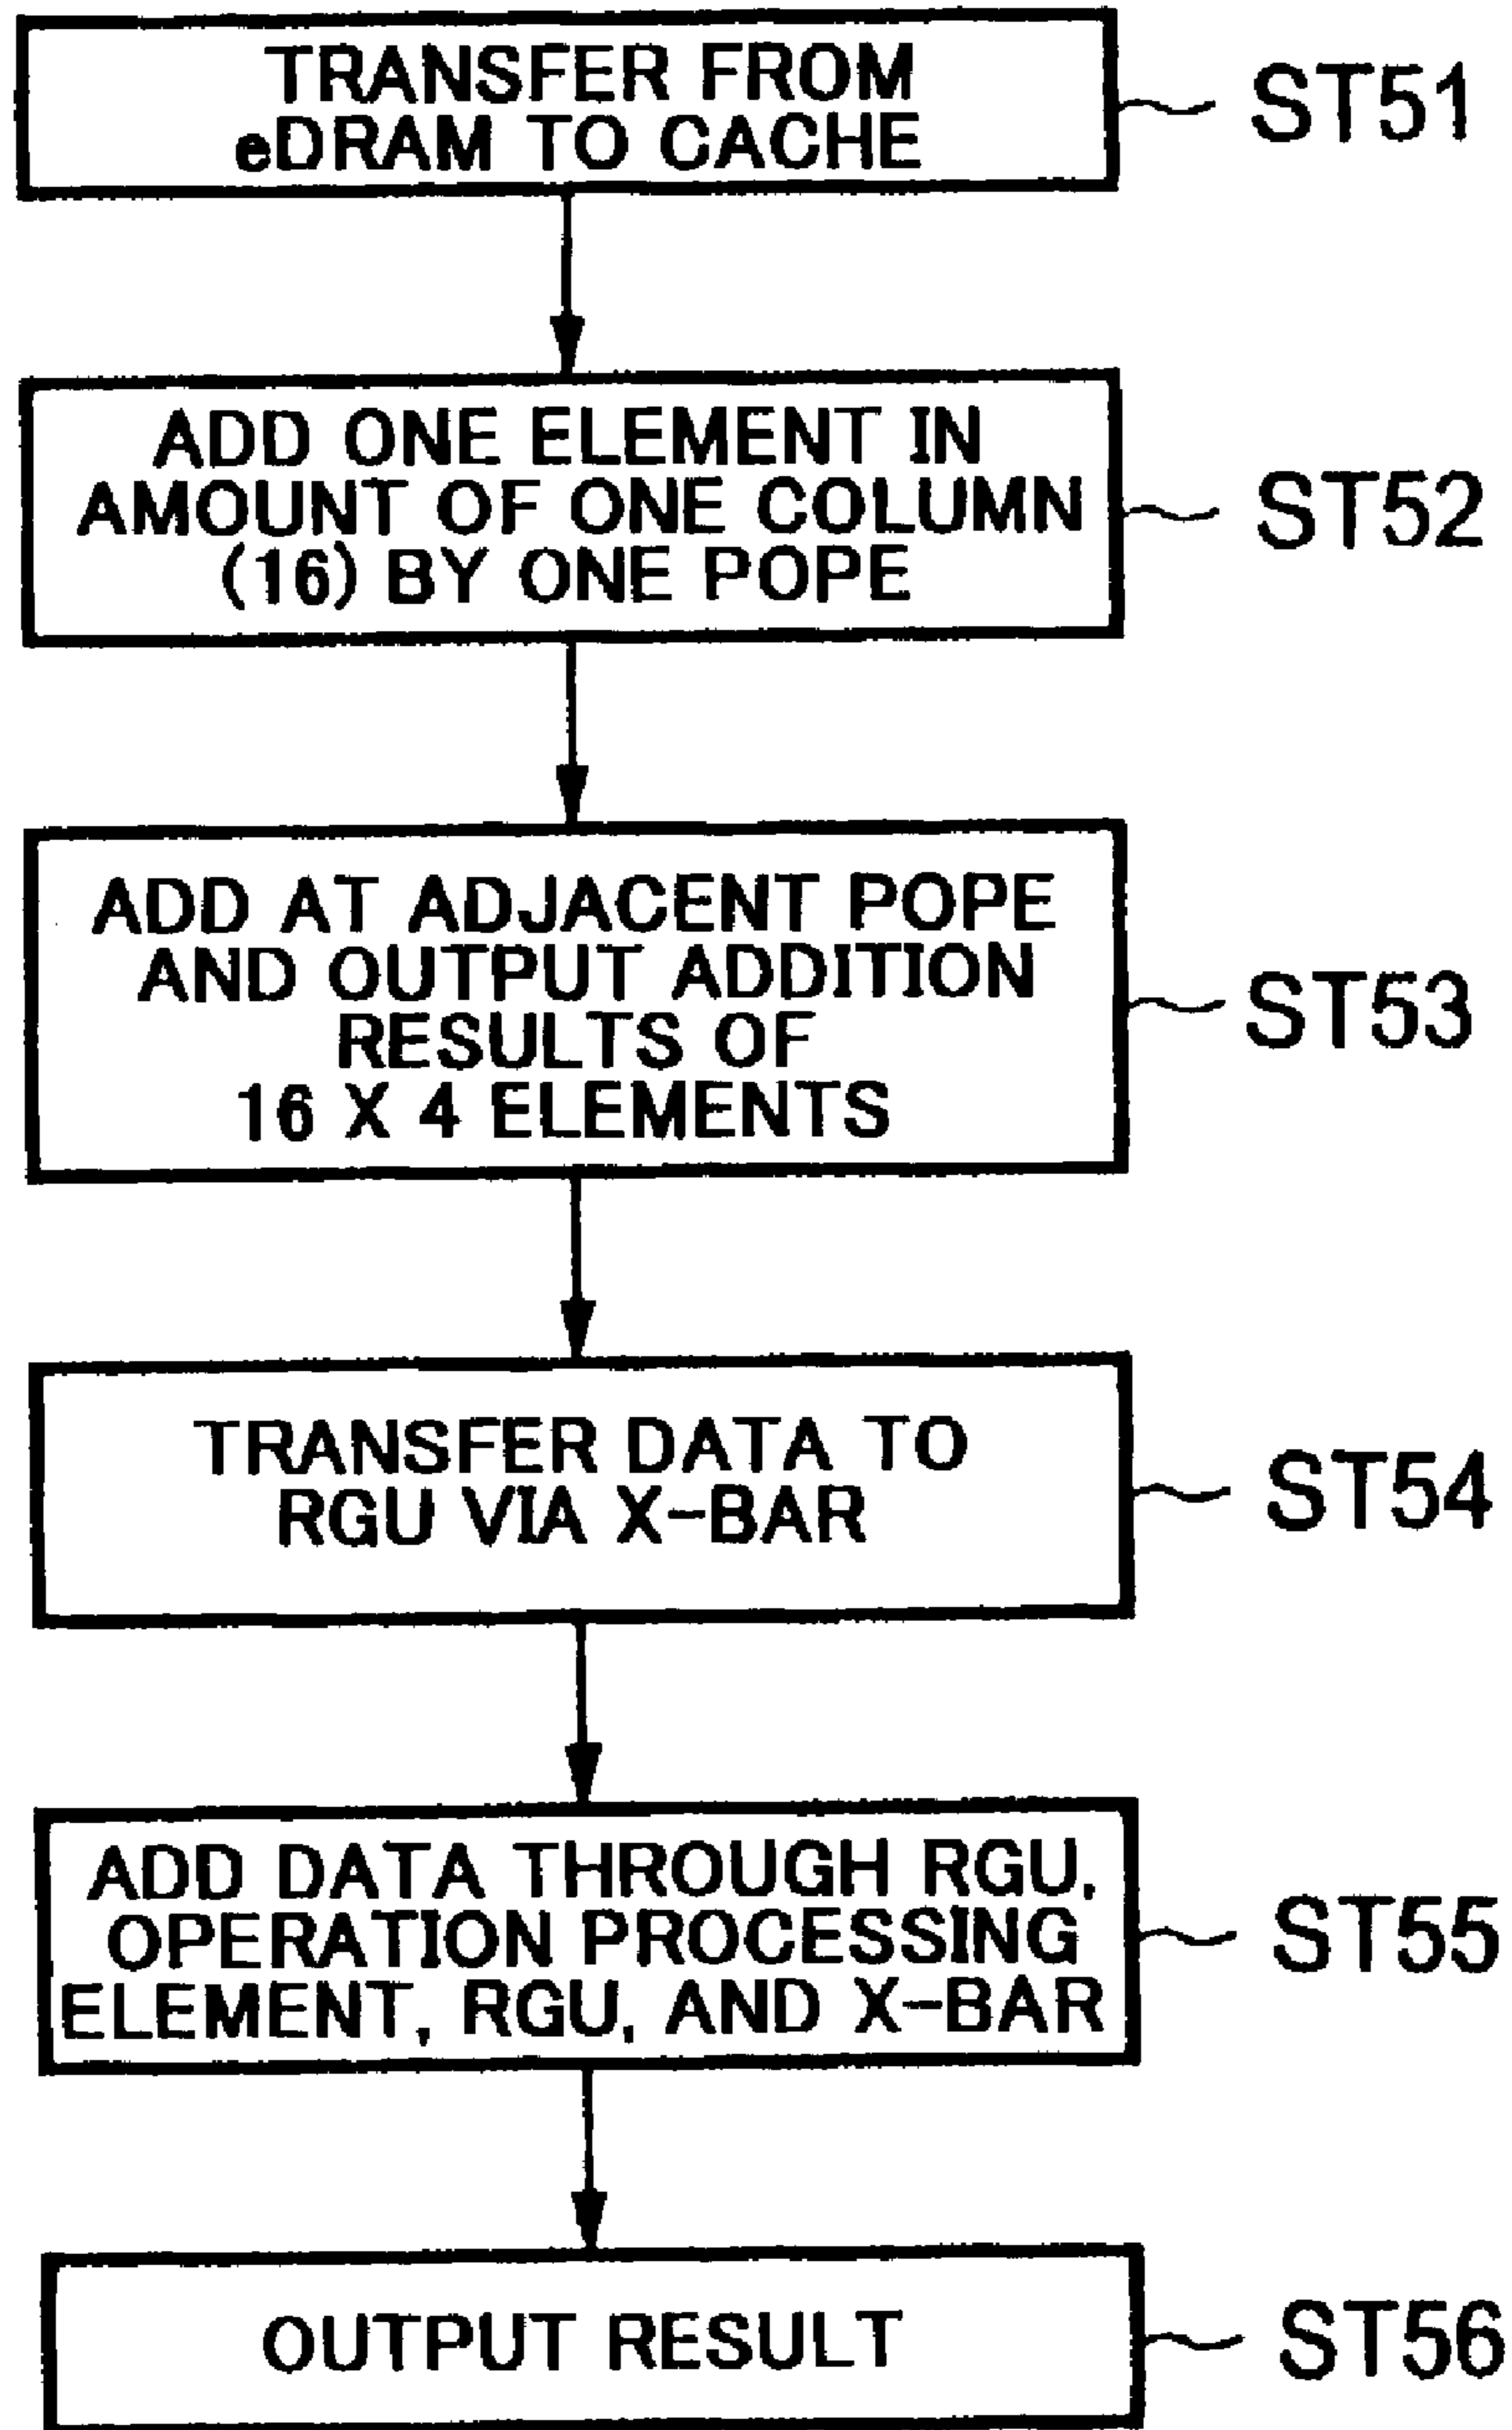 TRANSFER FROM
eDRAM TO CACHE
ST51
ADD ONE ELEMENT IN
AMOUNT OF ONE COLUMN
(16) BY ONE POPE
ST52
ADD AT ADJACENT POPE
AND OUTPUT ADDITION
RESULTS OF
16 X 4 ELEMENTS
ST53
TRANSFER DATA TO
RGU VIA X-BAR
ST54
ADD DATA THROUGH RGU,
OPERATION PROCESSING
ELEMENT, RGU, AND X-BAR
ST55
OUTPUT RESULT
ST56